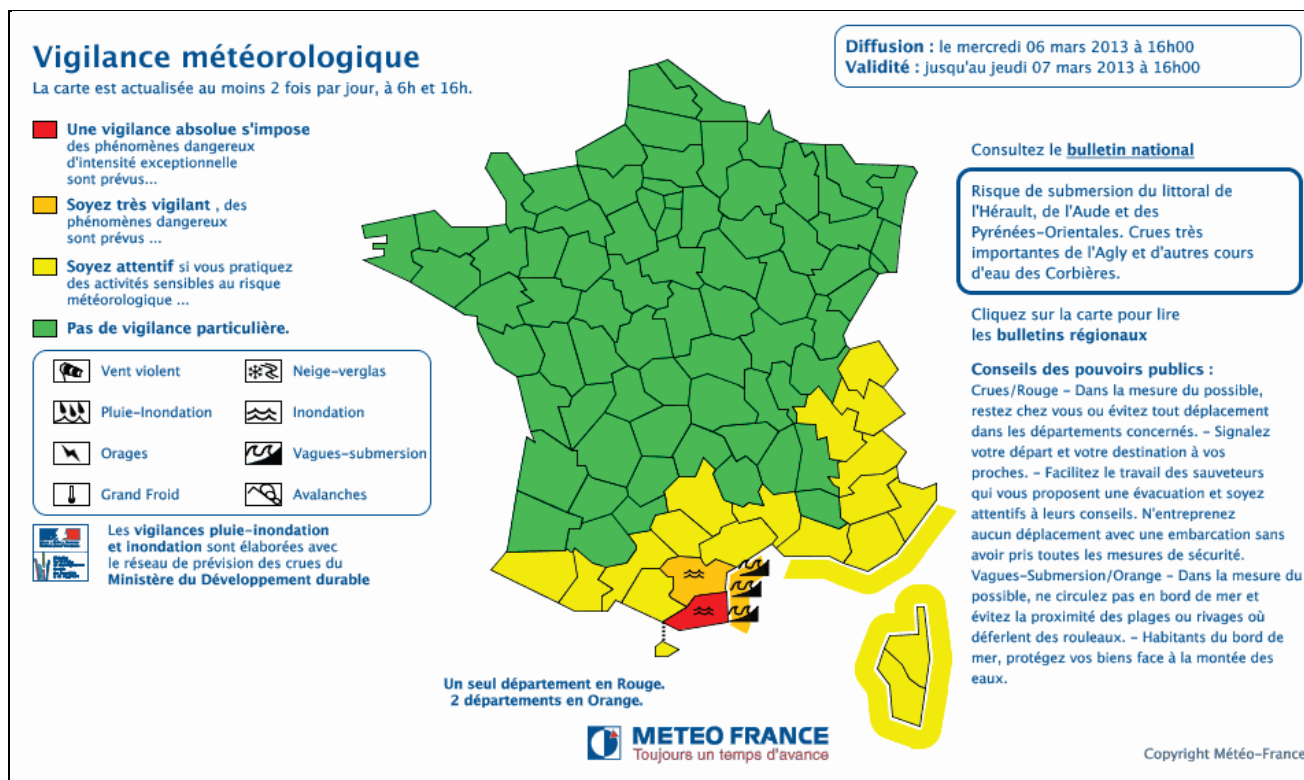 Vigilance météorologique
La carte est actualisée au moins 2 fois par jour, à 6h et 16h.
Diffusion : le mercredi 06 mars 2013 à 16h00
Validité : jusqu'au jeudi 07 mars 2013 à 16h00
Une vigilance absolue s'impose
des phénomènes dangereux
d'intensité exceptionnelle
sont prévus...
Soyez très vigilant , des
phénomènes dangereux
sont prévus ...
Soyez attentif si vous pratiquez
des activités sensibles au risque
météorologique ...
Pas de vigilance particulière.
Vent violent
Neige-verglas
Pluie-Inondation
Inondation
Orages
Vagues-submersion
Grand Froid
Avalanches
Les vigilances pluie-inondation
et inondation sont élaborées avec
le réseau de prévision des crues du
Ministère du Développement durable
Consultez le bulletin national
Risque de submersion du littoral de
l'Hérault, de l'Aude et des
Pyrénées-Orientales. Crues très
importantes de l'Agly et d'autres cours
d'eau des Corbières.
Cliquez sur la carte pour lire
les bulletins régionaux
Conseils des pouvoirs publics :
Crues/Rouge – Dans la mesure du possible,
restez chez vous ou évitez tout déplacement
dans les départements concernés. – Signalez
votre départ et votre destination à vos
proches. – Facilitez le travail des sauveteurs
qui vous proposent une évacuation et soyez
attentifs à leurs conseils. N'entreprenez
aucun déplacement avec une embarcation sans
avoir pris toutes les mesures de sécurité.
Vagues-Submersion/Orange – Dans la mesure du
possible, ne circulez pas en bord de mer et
évitez la proximité des plages ou rivages où
déferlent des rouleaux. – Habitants du bord de
mer, protégez vos biens face à la montée des
eaux.
Un seul département en Rouge.
2 départements en Orange.
METEO FRANCE
Toujours un temps d'avance
Copyright Météo-France